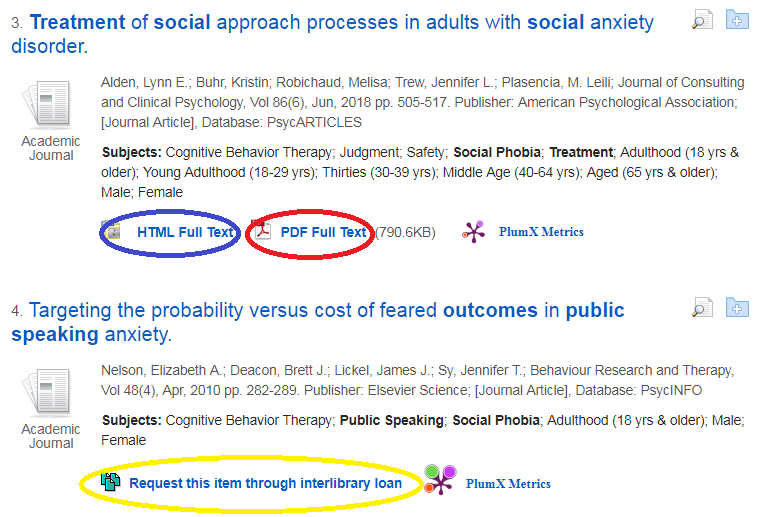 3. Treatment of social approach processes in adults with social anxiety
disorder.
Alden, Lynn E.; Buhr, Kristin; Robichaud, Melisa; Trew, Jennifer L.; Plasencia, M. Leili; Journal of Consulting
and Clinical Psychology, Vol 86(6), Jun, 2018 pp. 505-517. Publisher: American Psychological Association;
[Journal Article], Database: PsycARTICLES
Academic
Journal
Subjects: Cognitive Behavior Therapy; Judgment; Safety; Social Phobia; Treatment; Adulthood (18 yrs &
older); Young Adulthood (18-29 yrs); Thirties (30-39 yrs); Middle Age (40-64 yrs); Aged (65 yrs & older);
Male; Female
HTML Full Text PDF Full Text (790.6KB) PlumX Metrics
4. Targeting the probability versus cost of feared outcomes in public
speaking anxiety.
Nelson, Elizabeth A.; Deacon, Brett J.; Lickel, James J.; Sy, Jennifer T.; Behaviour Research and Therapy,
Vol 48(4), Apr, 2010 pp. 282-289. Publisher: Elsevier Science; [Journal Article], Database: PsycINFO
Academic
Journal
Subjects: Cognitive Behavior Therapy; Public Speaking; Social Phobia; Adulthood (18 yrs & older); Male;
Female
Request this item through interlibrary loan PlumX Metrics